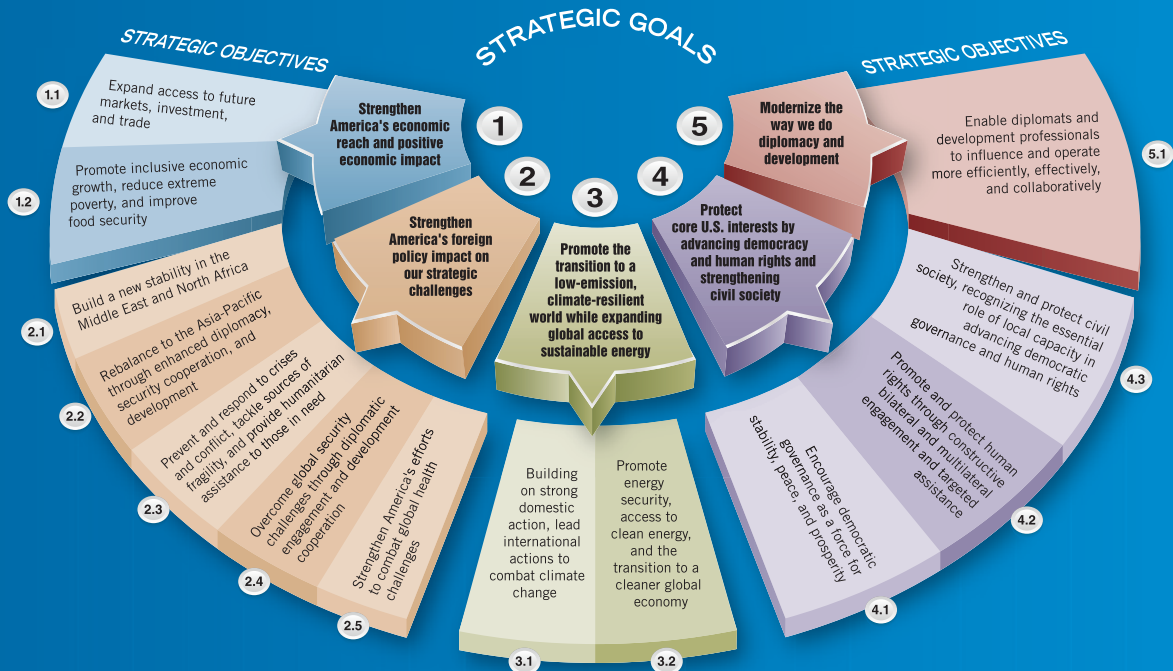 STRATEGIC GOALS
STRATEGIC OBJECTIVES
STRATEGIC OBJECTIVES
1
Strengthen
America's economic
reach and positive
economic impact
1.1
Expand access to future
markets, investment,
and trade
1.2
Promote inclusive economic
growth, reduce extreme
poverty, and improve
food security
2
Strengthen
America's foreign
policy impact on
our strategic
challenges
2.1
Build a new stability in the
Middle East and North Africa
2.2
Rebalance to the Asia-Pacific
through enhanced diplomacy,
security cooperation, and
development
2.3
Prevent and respond to crises
and conflict, tackle sources of
fragility, and provide humanitarian
assistance to those in need
2.4
Overcome global security
challenges through diplomatic
engagement and development
cooperation
2.5
Strengthen America's efforts
to combat global health
challenges
3
Promote the
transition to a
low-emission,
climate-resilient
world while expanding
global access to
sustainable energy
3.1
Building
on strong
domestic
action, lead
international
actions to
combat climate
change
3.2
Promote
energy
security,
access to
clean energy,
and the
transition to a
cleaner global
economy
4
Protect
core U.S. interests by
advancing democracy
and human rights and
strengthening
civil society
4.1
Encourage democratic
governance as a force for
stability, peace, and prosperity
4.2
Promote and protect human
rights through constructive
bilateral and multilateral
engagement and targeted
assistance
4.3
Strengthen and protect civil
society, recognizing the essential
role of local capacity in
advancing democratic
governance and human rights
5
Modernize the
way we do
diplomacy and
development
5.1
Enable diplomats and
development professionals
to influence and operate
more efficiently, effectively,
and collaboratively